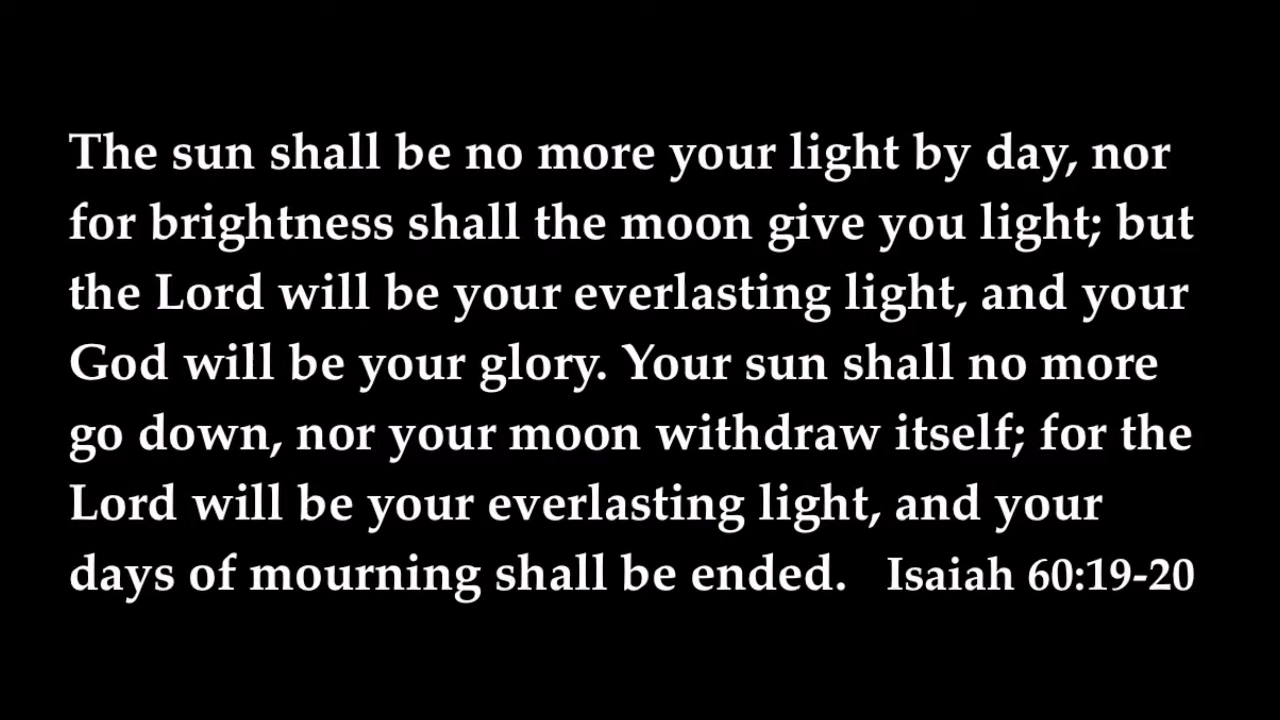 The sun shall be no more your light by day, nor
for brightness shall the moon give you light; but
the Lord will be your everlasting light, and your
God will be your glory. Your sun shall no more
go down, nor your moon withdraw itself; for the
Lord will be your everlasting light, and your
days of mourning shall be ended. Isaiah 60:19-20